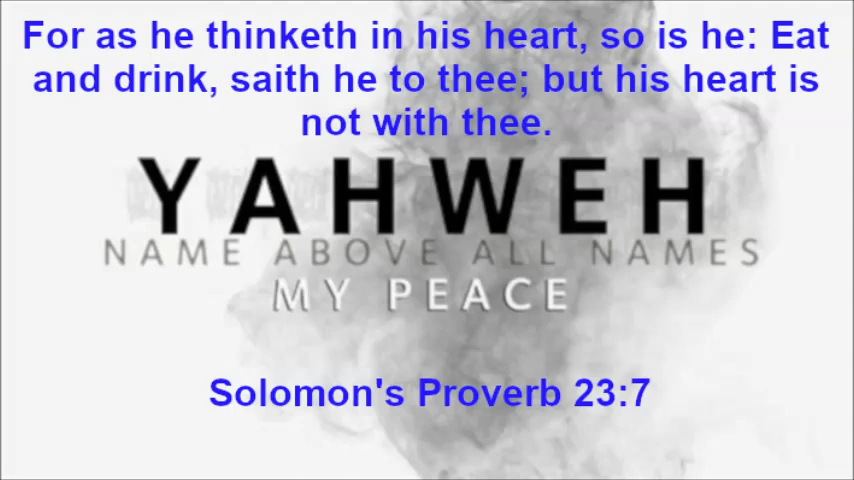 For as he thinketh in his heart, so is he: Eat
and drink, saith he to thee; but his heart is
not with thee.
YAHWEH
NAME ABOVE ALL NAMES
MY PEACE
Solomon's Proverb 23:7